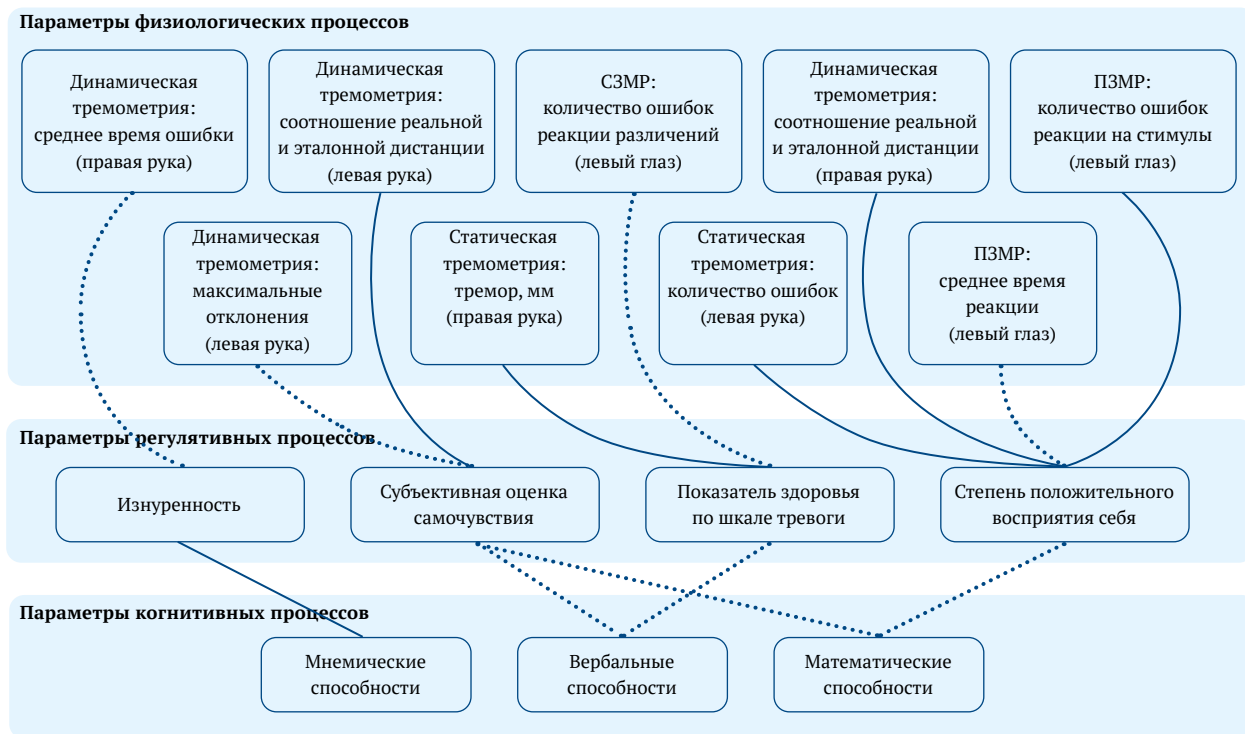 Параметры физиологических процессов
Динамическая
тремометрия:
среднее время ошибки
(правая рука)
Динамическая
тремометрия:
соотношение реальной
и эталонной дистанции
(левая рука)
СЗМР:
количество ошибок
реакции различений
(левый глаз)
Динамическая
тремометрия:
соотношение реальной
и эталонной дистанции
(правая рука)
ПЗМР:
количество ошибок
реакции на стимулы
(левый глаз)
Динамическая
тремометрия:
максимальные
отклонения
(левая рука)
Статическая
тремометрия:
тремор, мм
(правая рука)
Статическая
тремометрия:
количество ошибок
(левая рука)
ПЗМР:
среднее время
реакции
(левый глаз)
Параметры регулятивных процессов
Изнуренность
Субъективная оценка
самочувствия
Показатель здоровья
по шкале тревоги
Степень положительного
восприятия себя
Параметры когнитивных процессов
Мнемические
способности
Вербальные
способности
Математические
способности